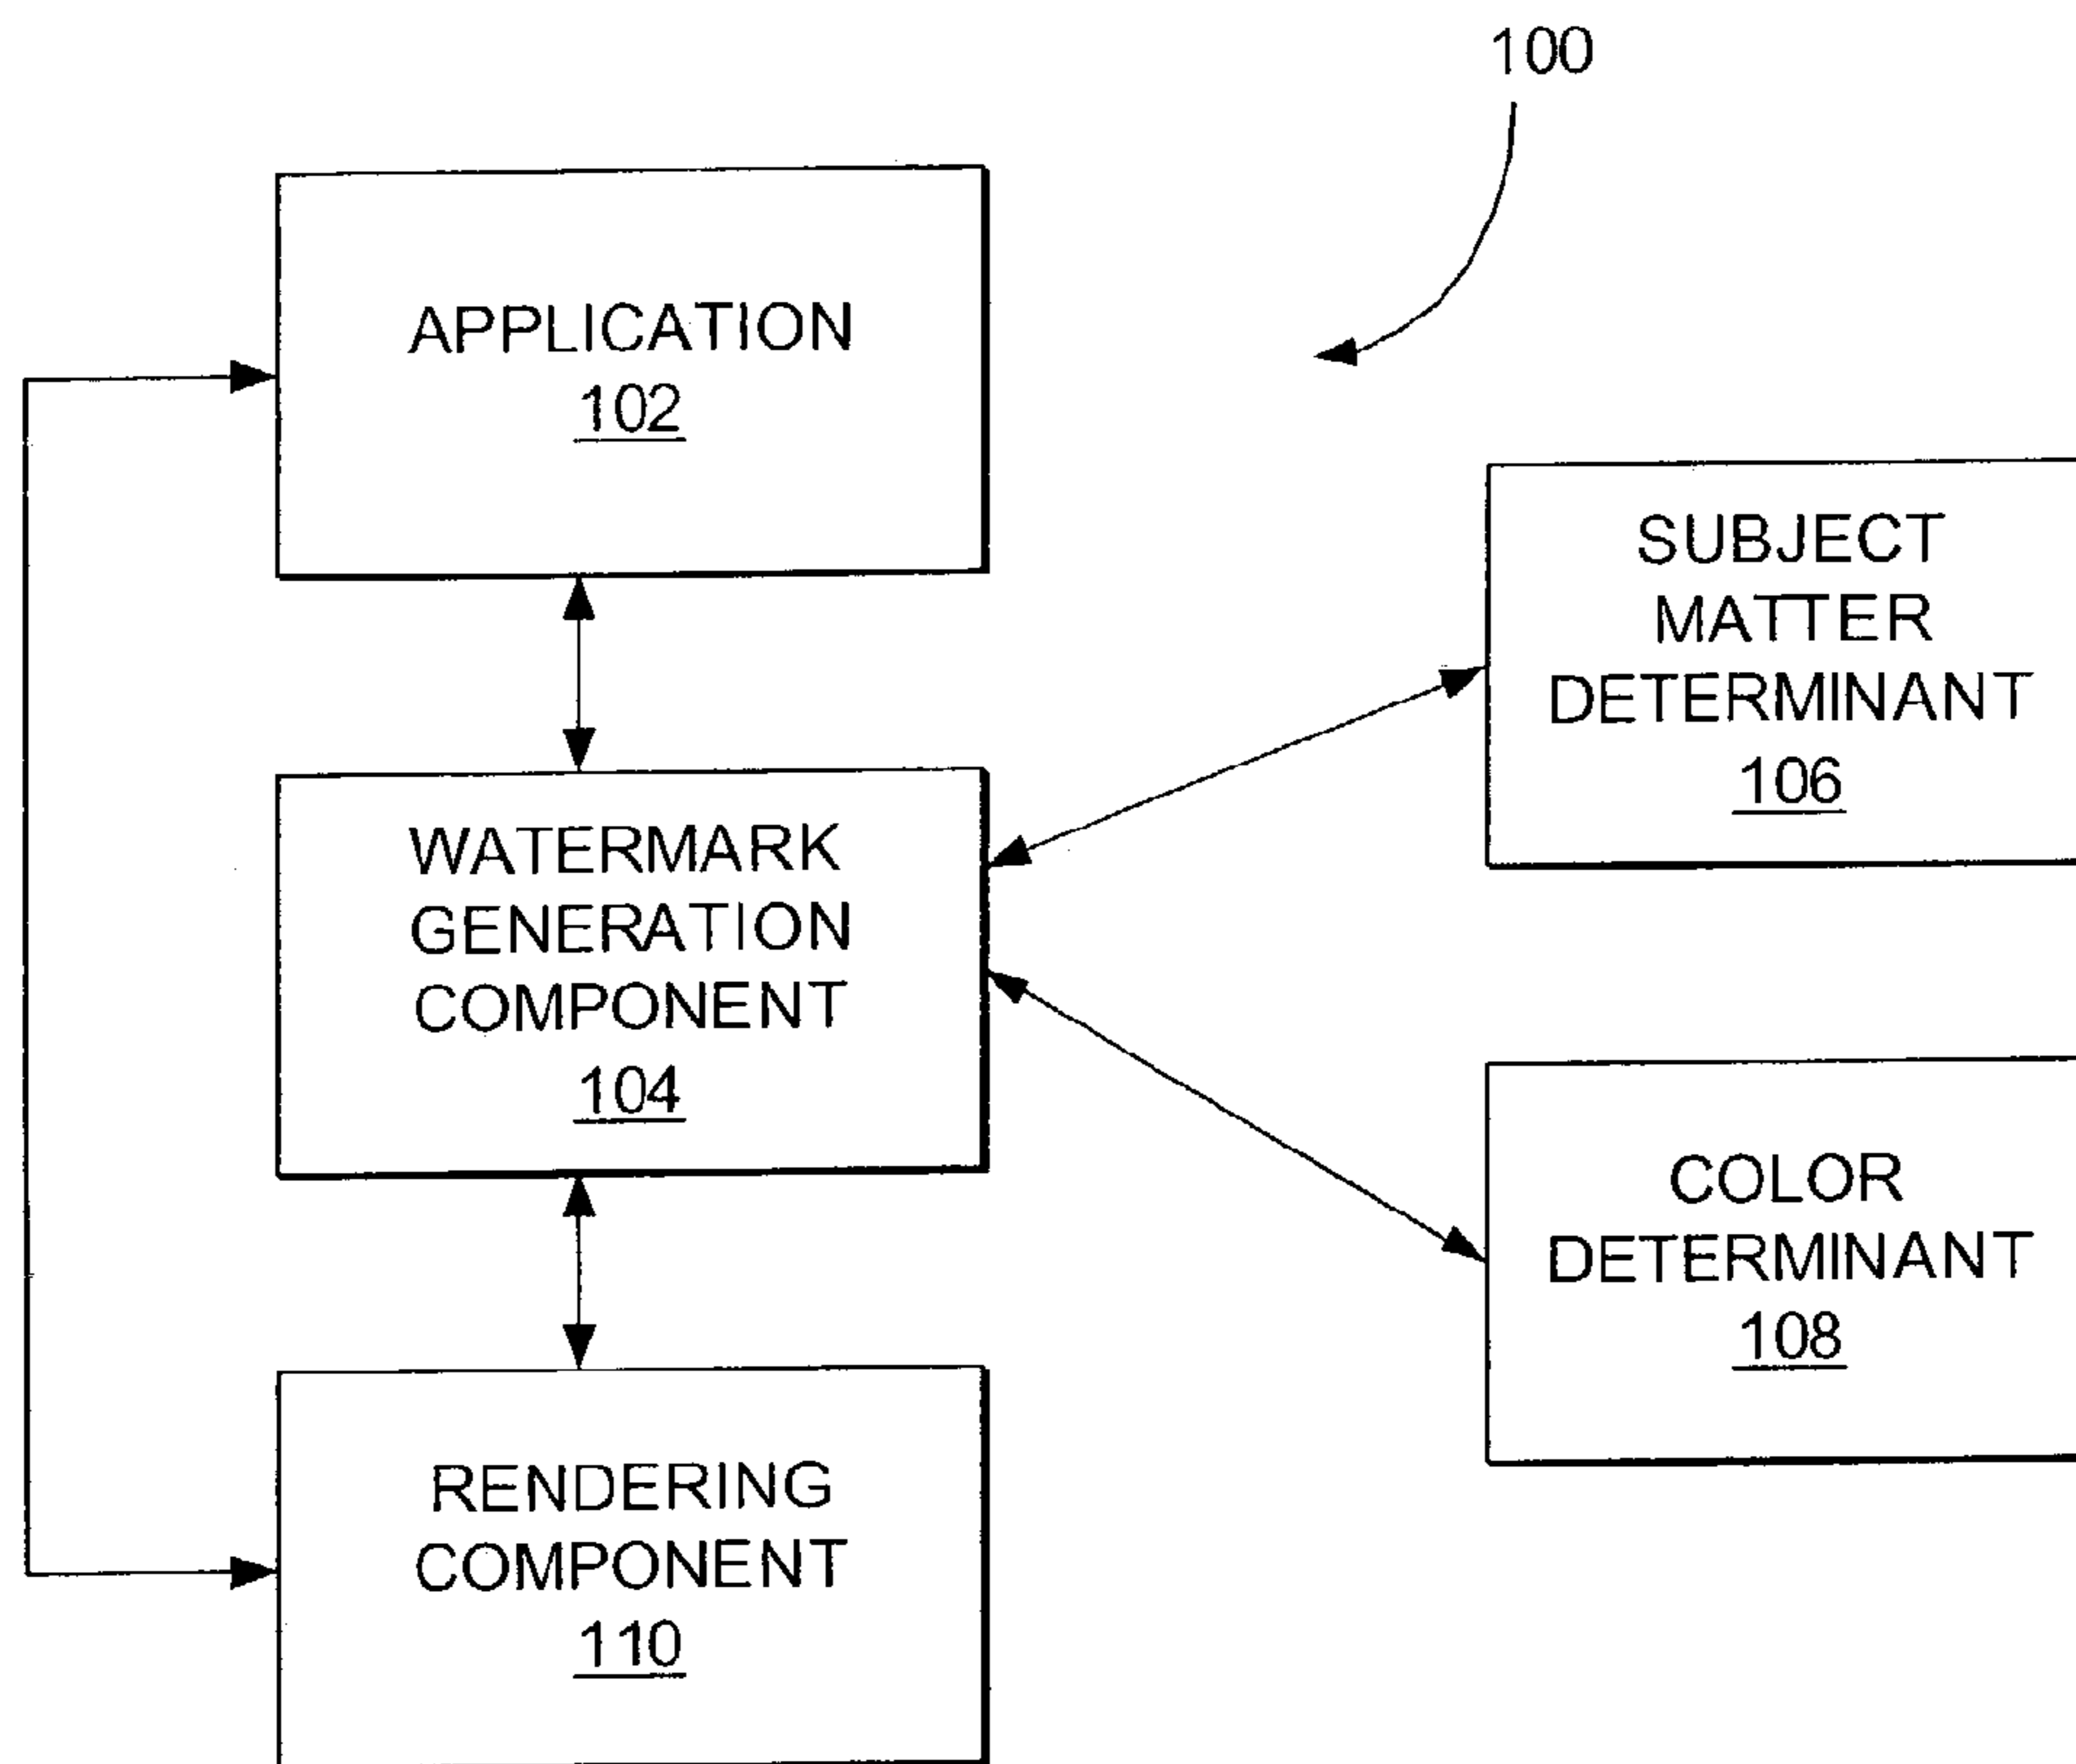 100
APPLICATION
102
SUBJECT
MATTER
DETERMINANT
106
WATERMARK
GENERATION
COMPONENT
104
COLOR
DETERMINANT
108
RENDERING
COMPONENT
110